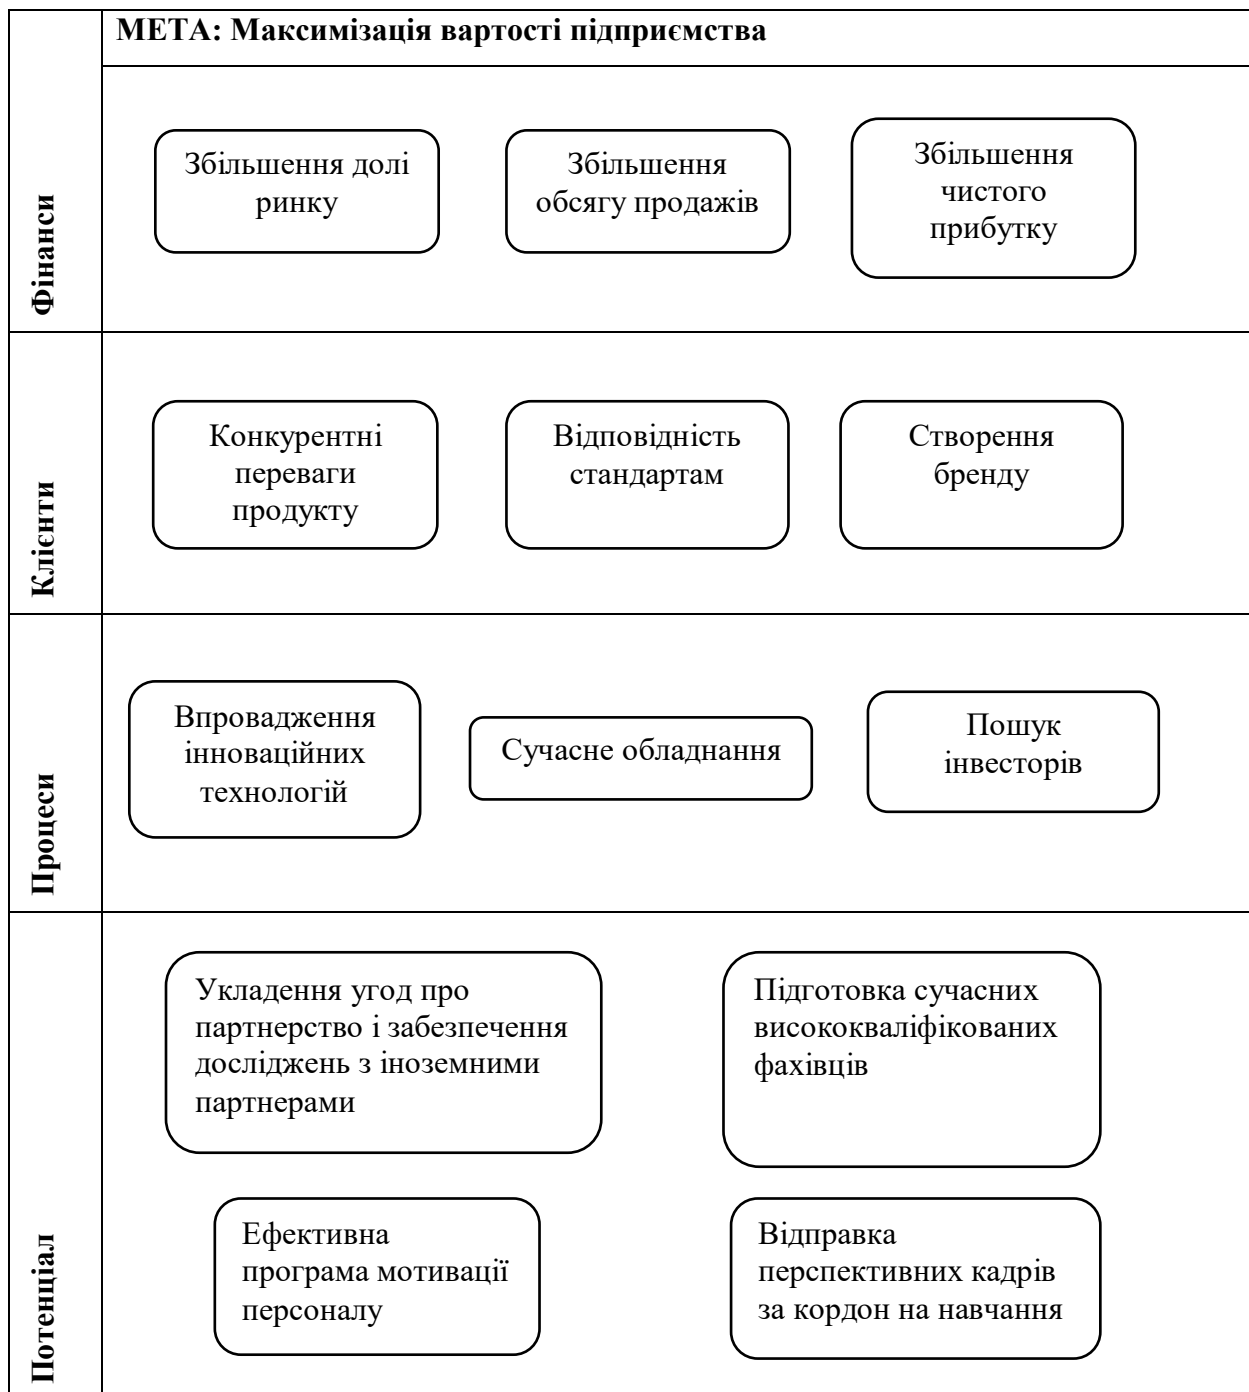 МЕТА: Максимізація вартості підприємства
Фінанси
Збільшення долі
ринку
Збільшення
обсягу продажів
Збільшення
чистого
прибутку
Клієнти
Конкурентні
переваги
продукту
Відповідність
стандартам
Створення
бренду
Процеси
Впровадження
інноваційних
технологій
Сучасне обладнання
Пошук
інвесторів
Потенціал
Укладення угод про
партнерство і забезпечення
досліджень з іноземними
партнерами
Підготовка сучасних
висококваліфікованих
фахівців
Ефективна
програма мотивації
персоналу
Відправка
перспективних кадрів
за кордон на навчання